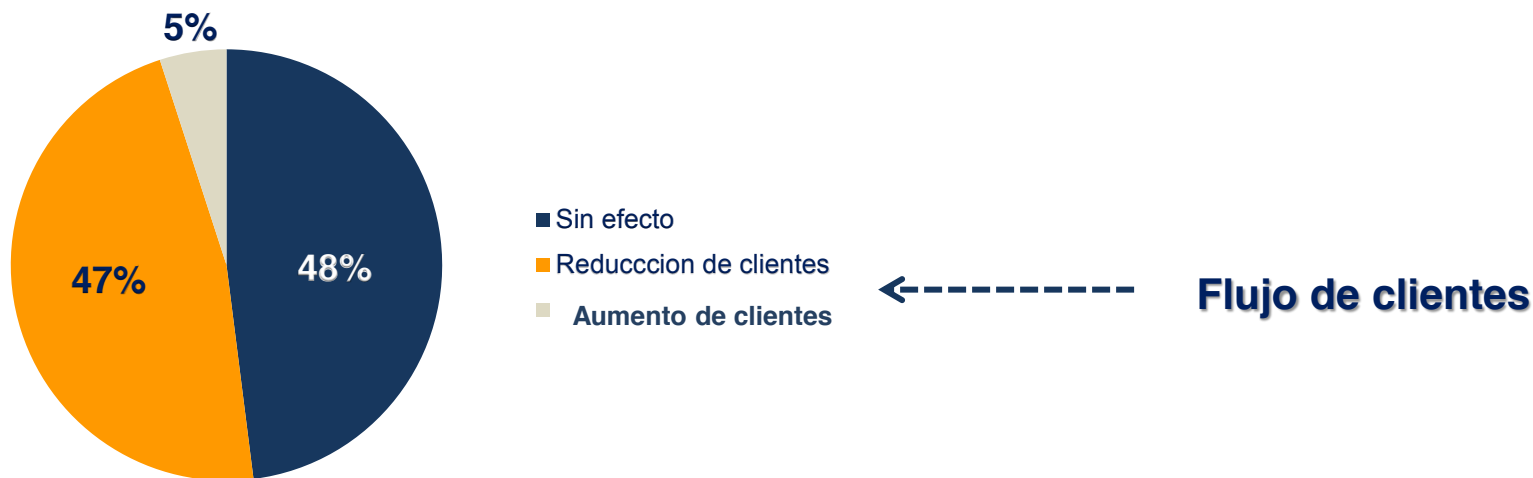 5%
47%
48%
Sin efecto
Reducccion de clientes
Aumento de clientes
Flujo de clientes